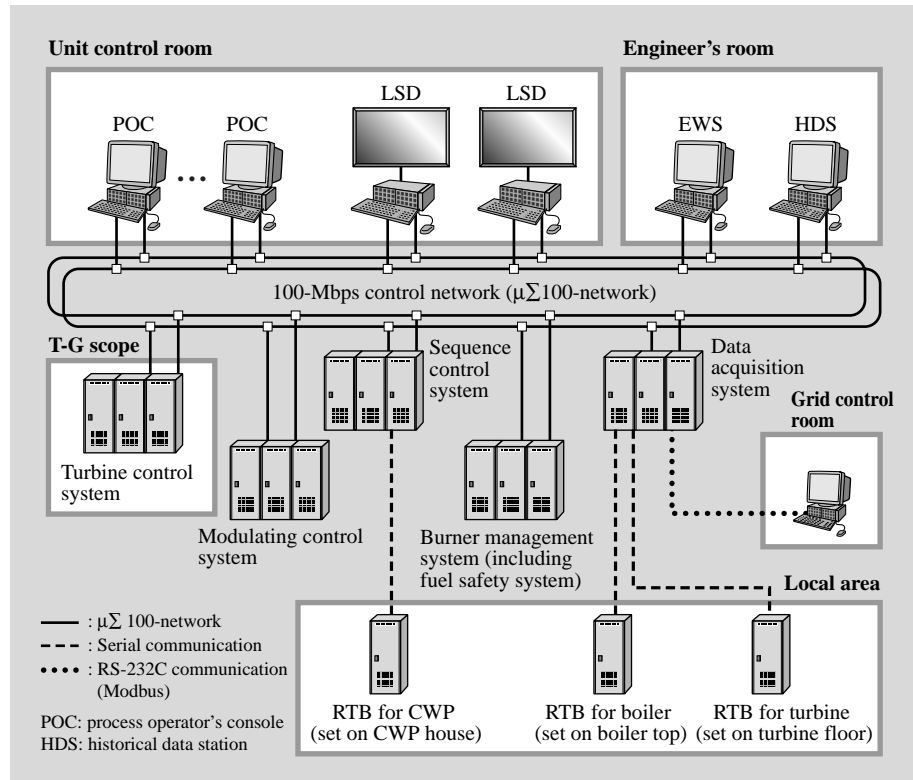 Unit control room
Engineer's room
POC
POC
LSD
LSD
EWS
HDS
100-Mbps control network (μΣ100-network)
T-G scope
Turbine control
system
Modulating control
system
Sequence
control
system
Burner management
system (including
fuel safety system)
Data
acquisition
system
Grid control
room
Local area
RTB for CWP
(set on CWP house)
RTB for boiler
(set on boiler top)
RTB for turbine
(set on turbine floor)
: μΣ 100-network
: Serial communication
: RS-232C communication
(Modbus)
POC: process operator's console
HDS: historical data station